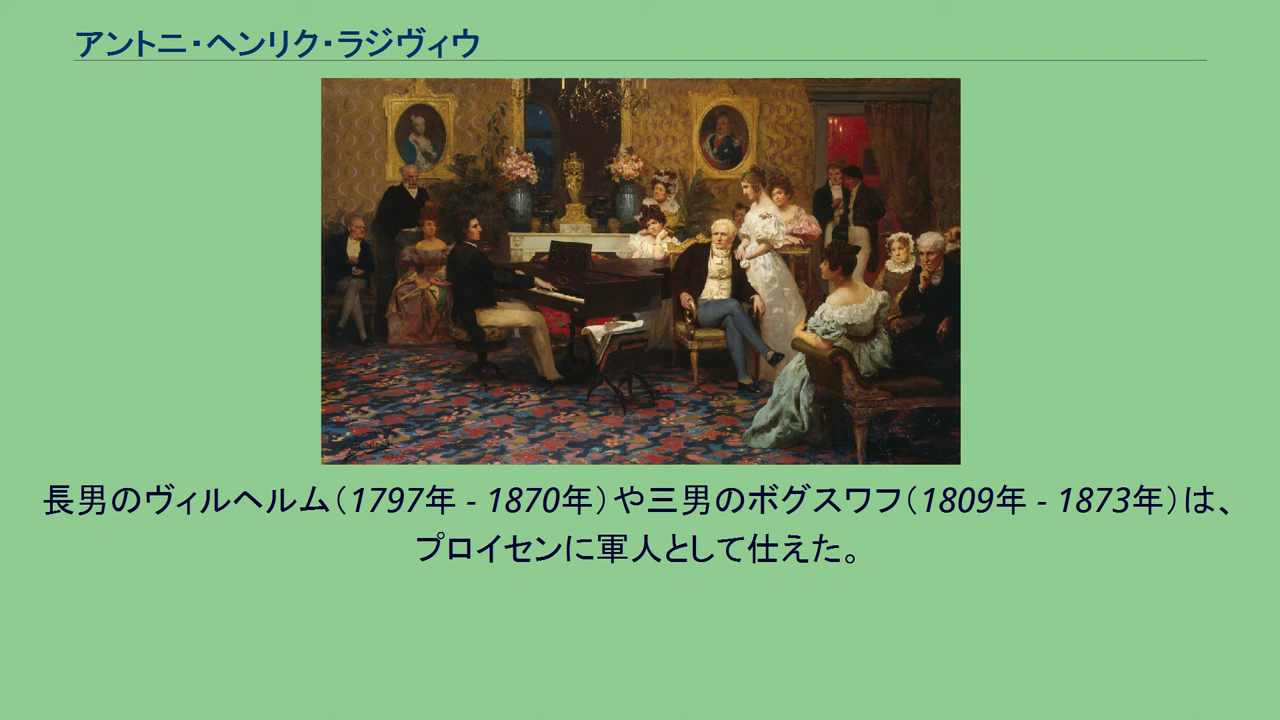 アントニ・ヘンリク・ラジヴィウ
長男のヴィルヘルム（1797年 - 1870年）や三男のボグスワフ（1809年 - 1873年）は、
プロイセンに軍人として仕えた。